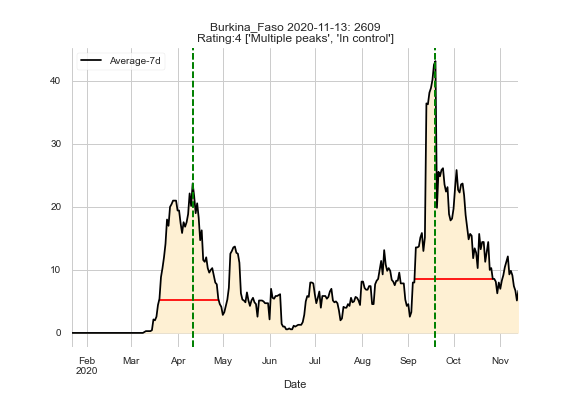 Burkina_Faso 2020-11-13: 2609
Rating:4 ['Multiple peaks', 'In control']
Average-7d
40
30
20
10
0
Feb Mar Apr May Jun Jul Aug Sep Oct Nov
2020
Date